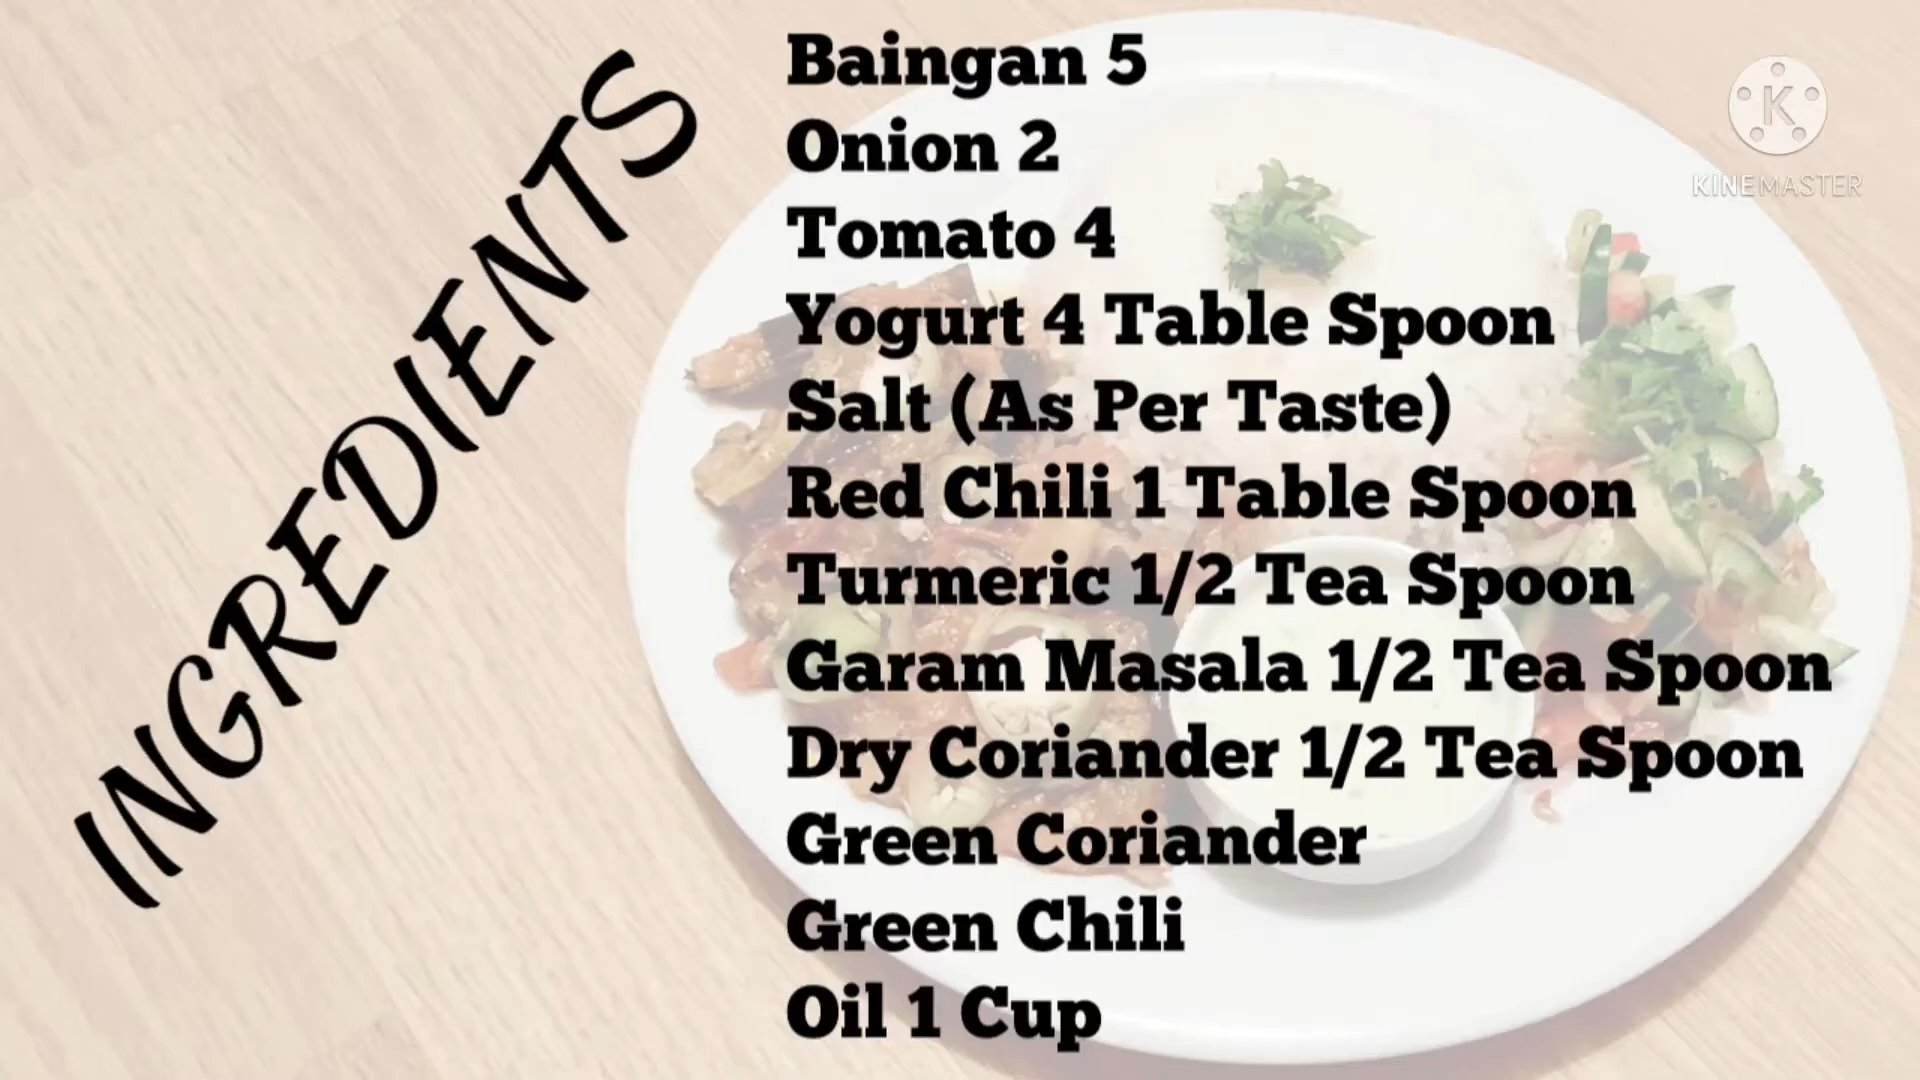 INGREDIENTS
Baingan 5
Onion 2
Tomato 4
Yogurt 4 Table Spoon
Salt (As Per Taste)
Red Chili 1 Table Spoon
Turmeric 1/2 Tea Spoon
Garam Masala 1/2 Tea Spoon
Dry Coriander 1/2 Tea Spoon
Green Coriander
Green Chili
Oil 1 Cup
K
KINEMASTER